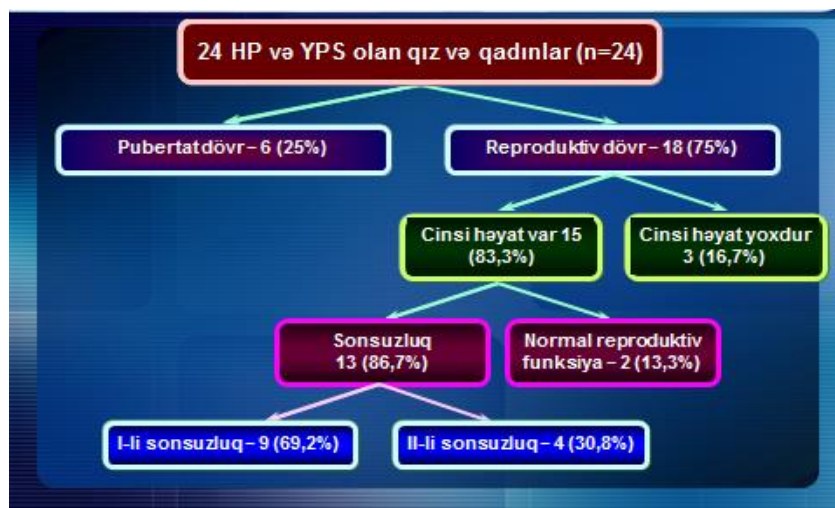 24 HP və YPS olan qız və qadınlar (n=24)
Pubertat dövr – 6 (25%)
Reproduktiv dövr – 18 (75%)
Cinsi həyat var 15
(83,3%)
Cinsi həyat yoxdur
3 (16,7%)
Sonsuzluq
13 (86,7%)
Normal reproduktiv
funksiya – 2 (13,3%)
I-li sonsuzluq – 9 (69,2%)
II-li sonsuzluq – 4 (30,8%)